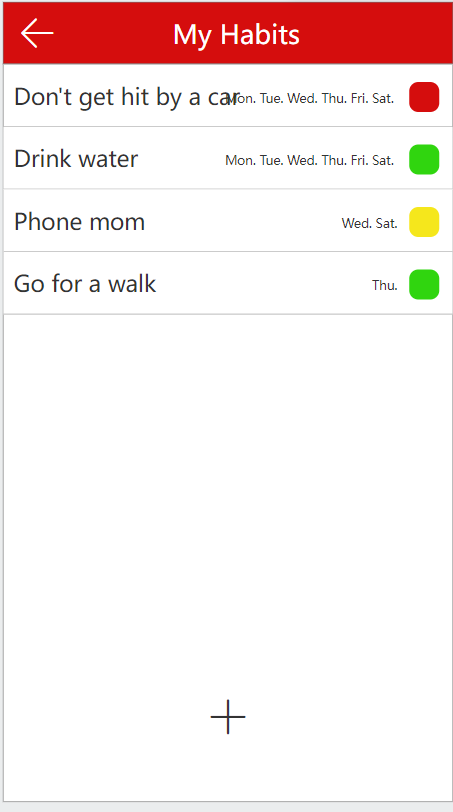 My Habits
Don't get hit by a car Mon. Tue. Wed. Thu. Fri. Sat.
Drink water Mon. Tue. Wed. Thu. Fri. Sat.
Phone mom Wed. Sat.
Go for a walk Thu.